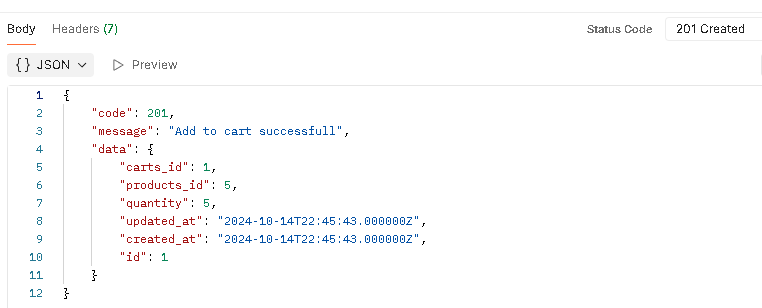 Body Headers (7) Status Code 201 Created
{} JSON Preview
1 {
2 "code": 201,
3 "message": "Add to cart successfull",
4 "data": {
5 "carts_id": 1,
6 "products_id": 5,
7 "quantity": 5,
8 "updated_at": "2024-10-14T22:45:43.000000Z",
9 "created_at": "2024-10-14T22:45:43.000000Z",
10 "id": 1
11 }
12 }